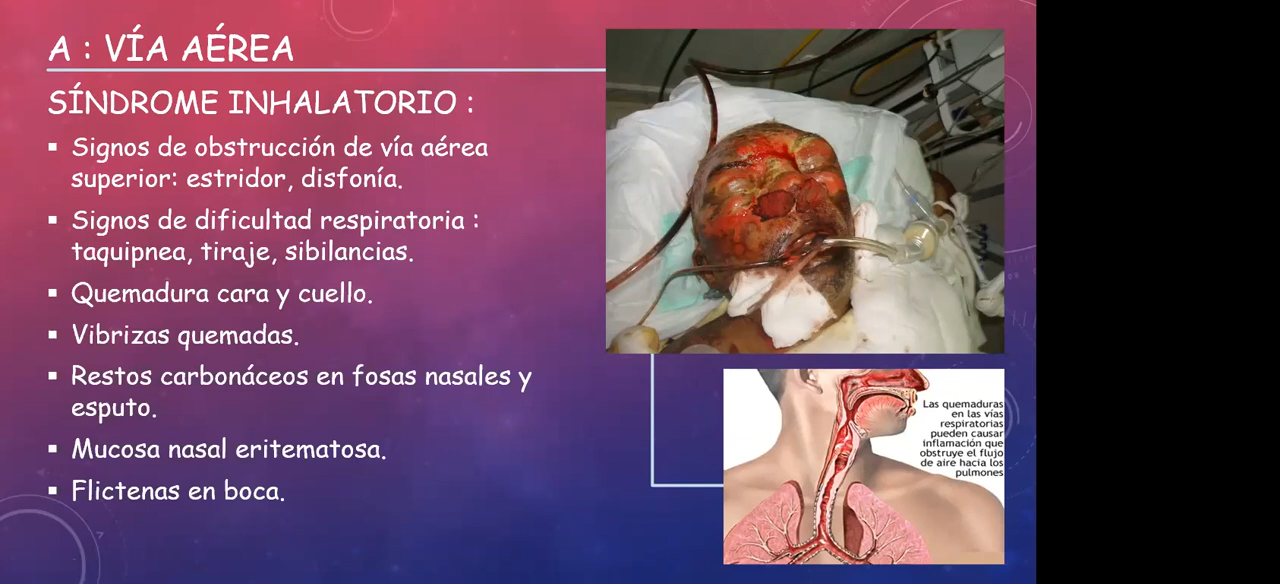 A : VÍA AÉREA
SÍNDROME INHALATORIO :
▪ Signos de obstrucción de vía aérea
superior: estridor, disfonía.
▪ Signos de dificultad respiratoria :
taquipnea, tiraje, sibilancias.
▪ Quemadura cara y cuello.
▪ Vibrizas quemadas.
▪ Restos carbonáceos en fosas nasales y
esputo.
▪ Mucosa nasal eritematosa.
▪ Flictenas en boca.
Las quemaduras
en las vías
respiratorias
pueden causar
inflamación que
obstruye el flujo
de aire hacia los
pulmones